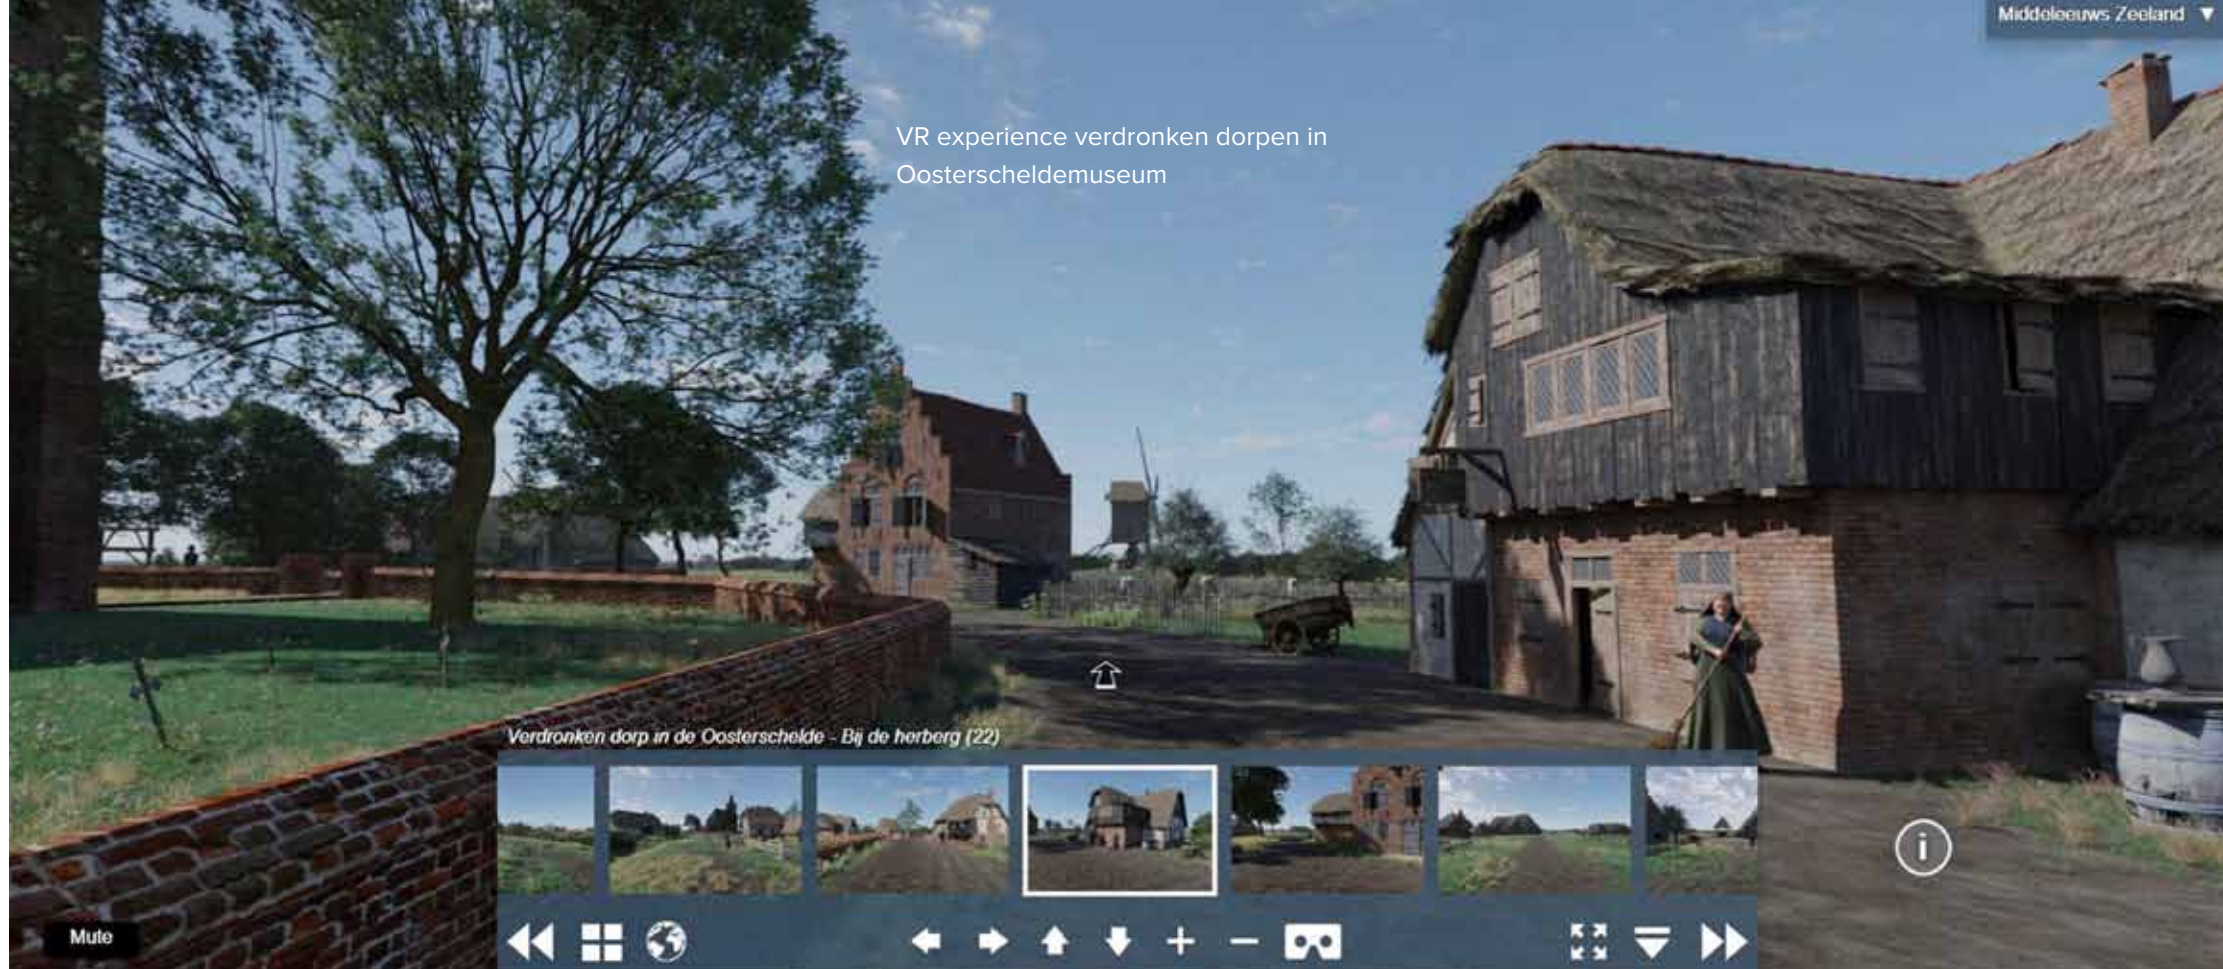 Middeleeuws Zeeland
VR experience verdronken dorpen in
Oosterscheldemuseum
Verdronken dorp in de Oosterschelde - Bij de herberg (22)
Mute
i